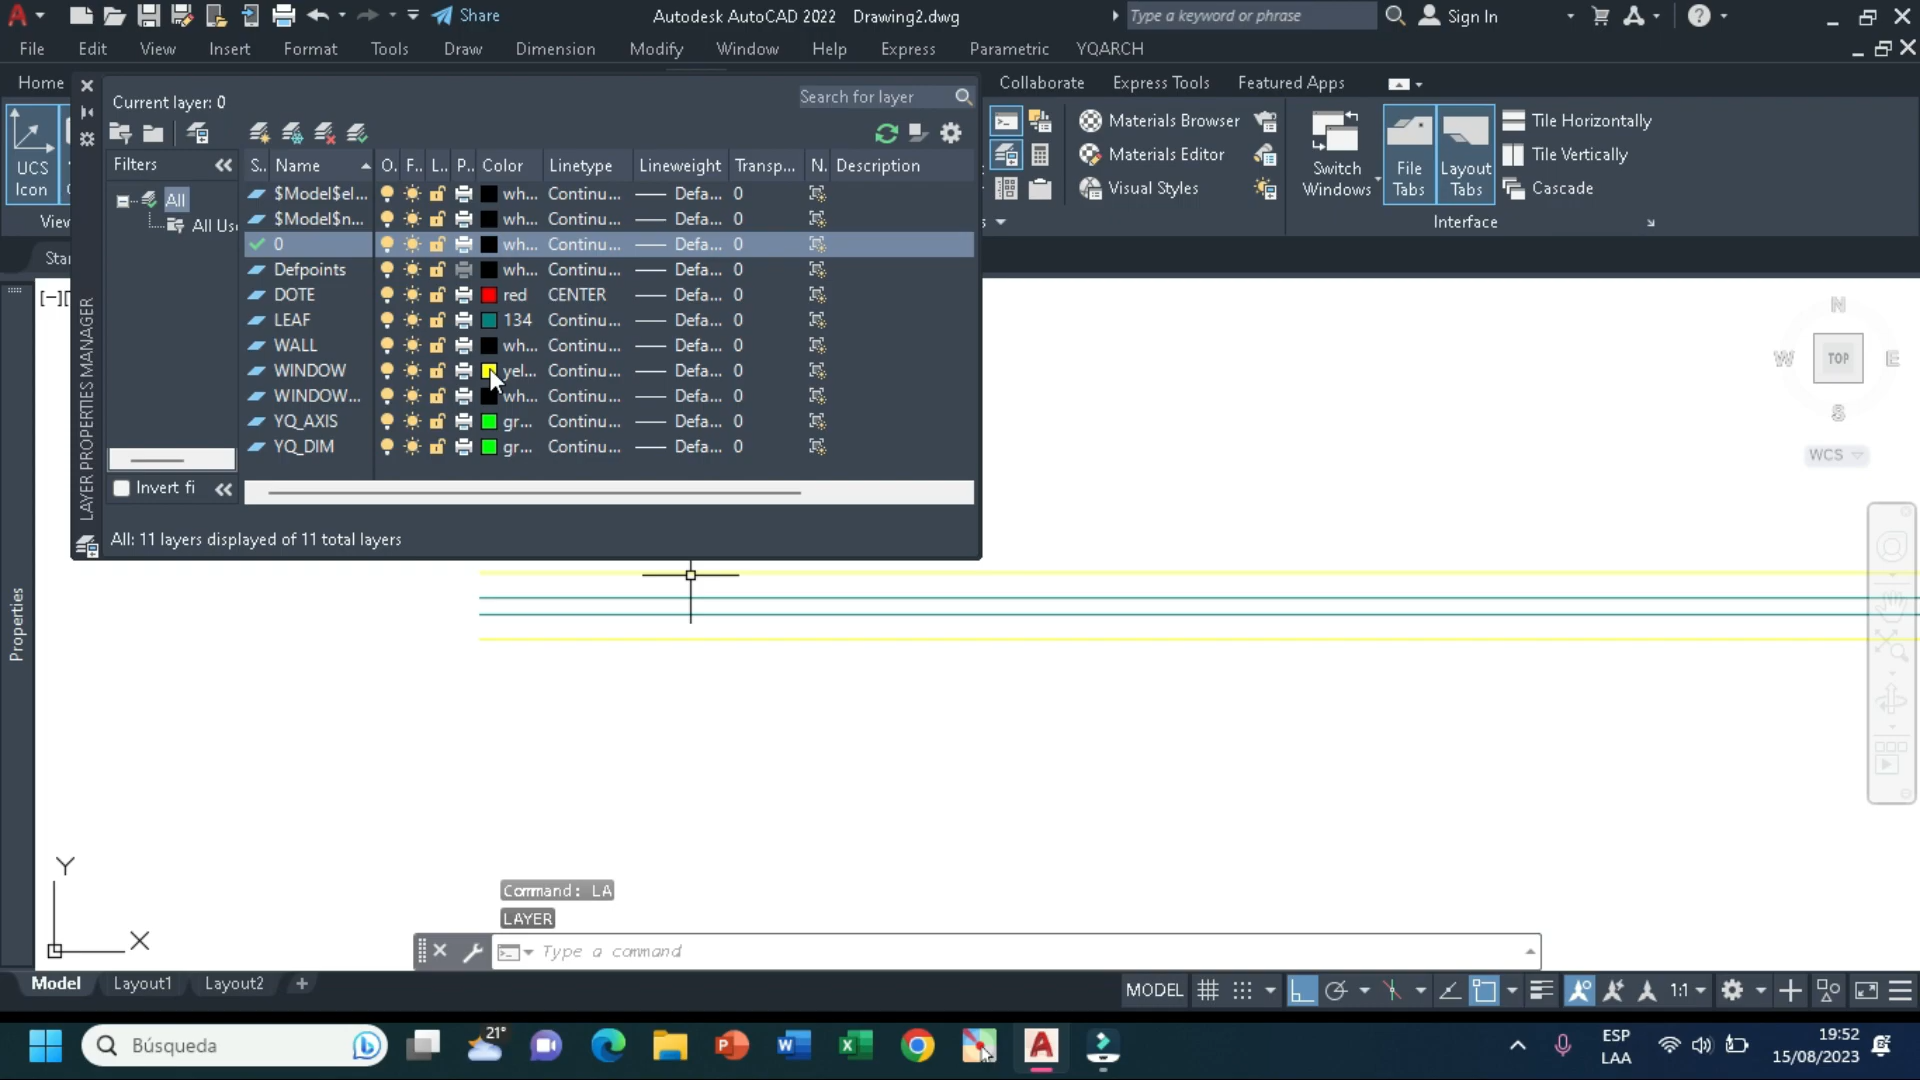 Share
Autodesk AutoCAD 2022 Drawing2.dwg
Type a keyword or phrase
Sign In
File Edit View Insert Format Tools Draw Dimension Modify Window Help Express Parametric YQARCH
Home Collaborate Express Tools Featured Apps
Current layer: 0
Search for layer
Filters
S.. Name O. F.. L.. P.. Color Linetype Lineweight Transp... N. Description
All
All Us
$Model$el... wh... Continu... Defa... 0
$Model$n... wh... Continu... Defa... 0
0 wh... Continu... Defa... 0
Defpoints wh... Continu... Defa... 0
DOTE red CENTER Defa... 0
LEAF 134 Continu... Defa... 0
WALL wh... Continu... Defa... 0
WINDOW yel... Continu... Defa... 0
WINDOW... wh... Continu... Defa... 0
YQ_AXIS gr... Continu... Defa... 0
YQ_DIM gr... Continu... Defa... 0
Invert fi
All: 11 layers displayed of 11 total layers
LAYER PROPERTIES MANAGER
UCS
Icon
View
Star
Materials Browser
Materials Editor
Visual Styles
Switch
Windows
File
Tabs
Layout
Tabs
Tile Horizontally
Tile Vertically
Cascade
Interface
[−][
N
W TOP E
S
WCS
Properties
Y
X
Command: LA
LAYER
Type a command
Model Layout1 Layout2 +
MODEL 1:1
Búsqueda
21°
ESP
LAA
19:52
15/08/2023